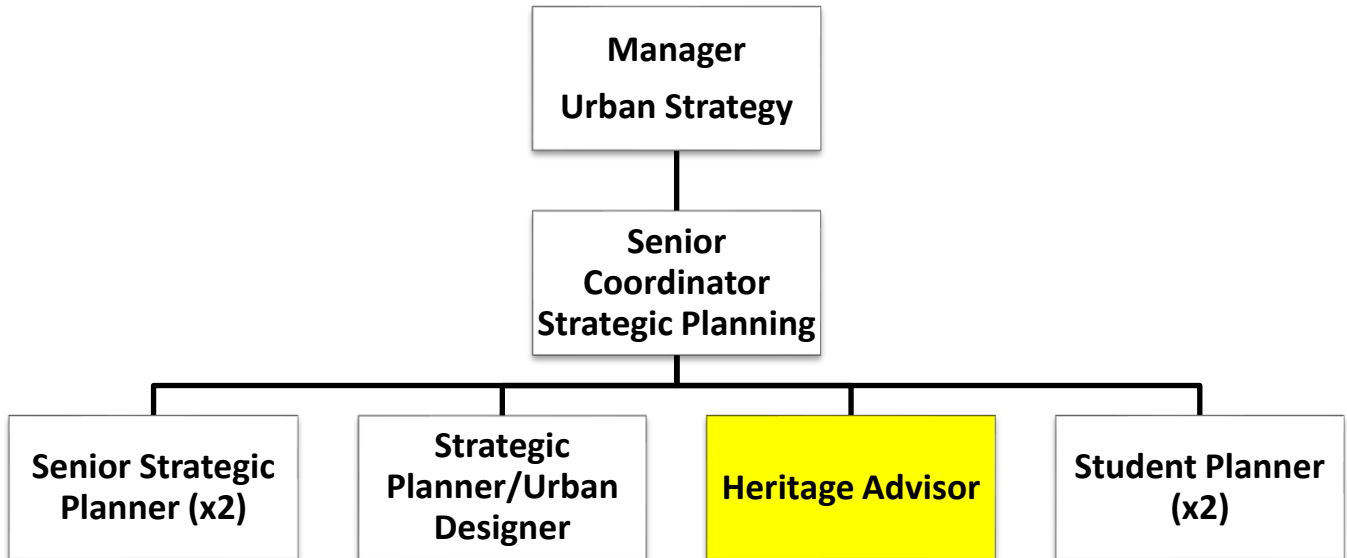 Manager
Urban Strategy
Senior
Coordinator
Strategic Planning
Senior Strategic
Planner (x2)
Strategic
Planner/Urban
Designer
Heritage Advisor
Student Planner
(x2)